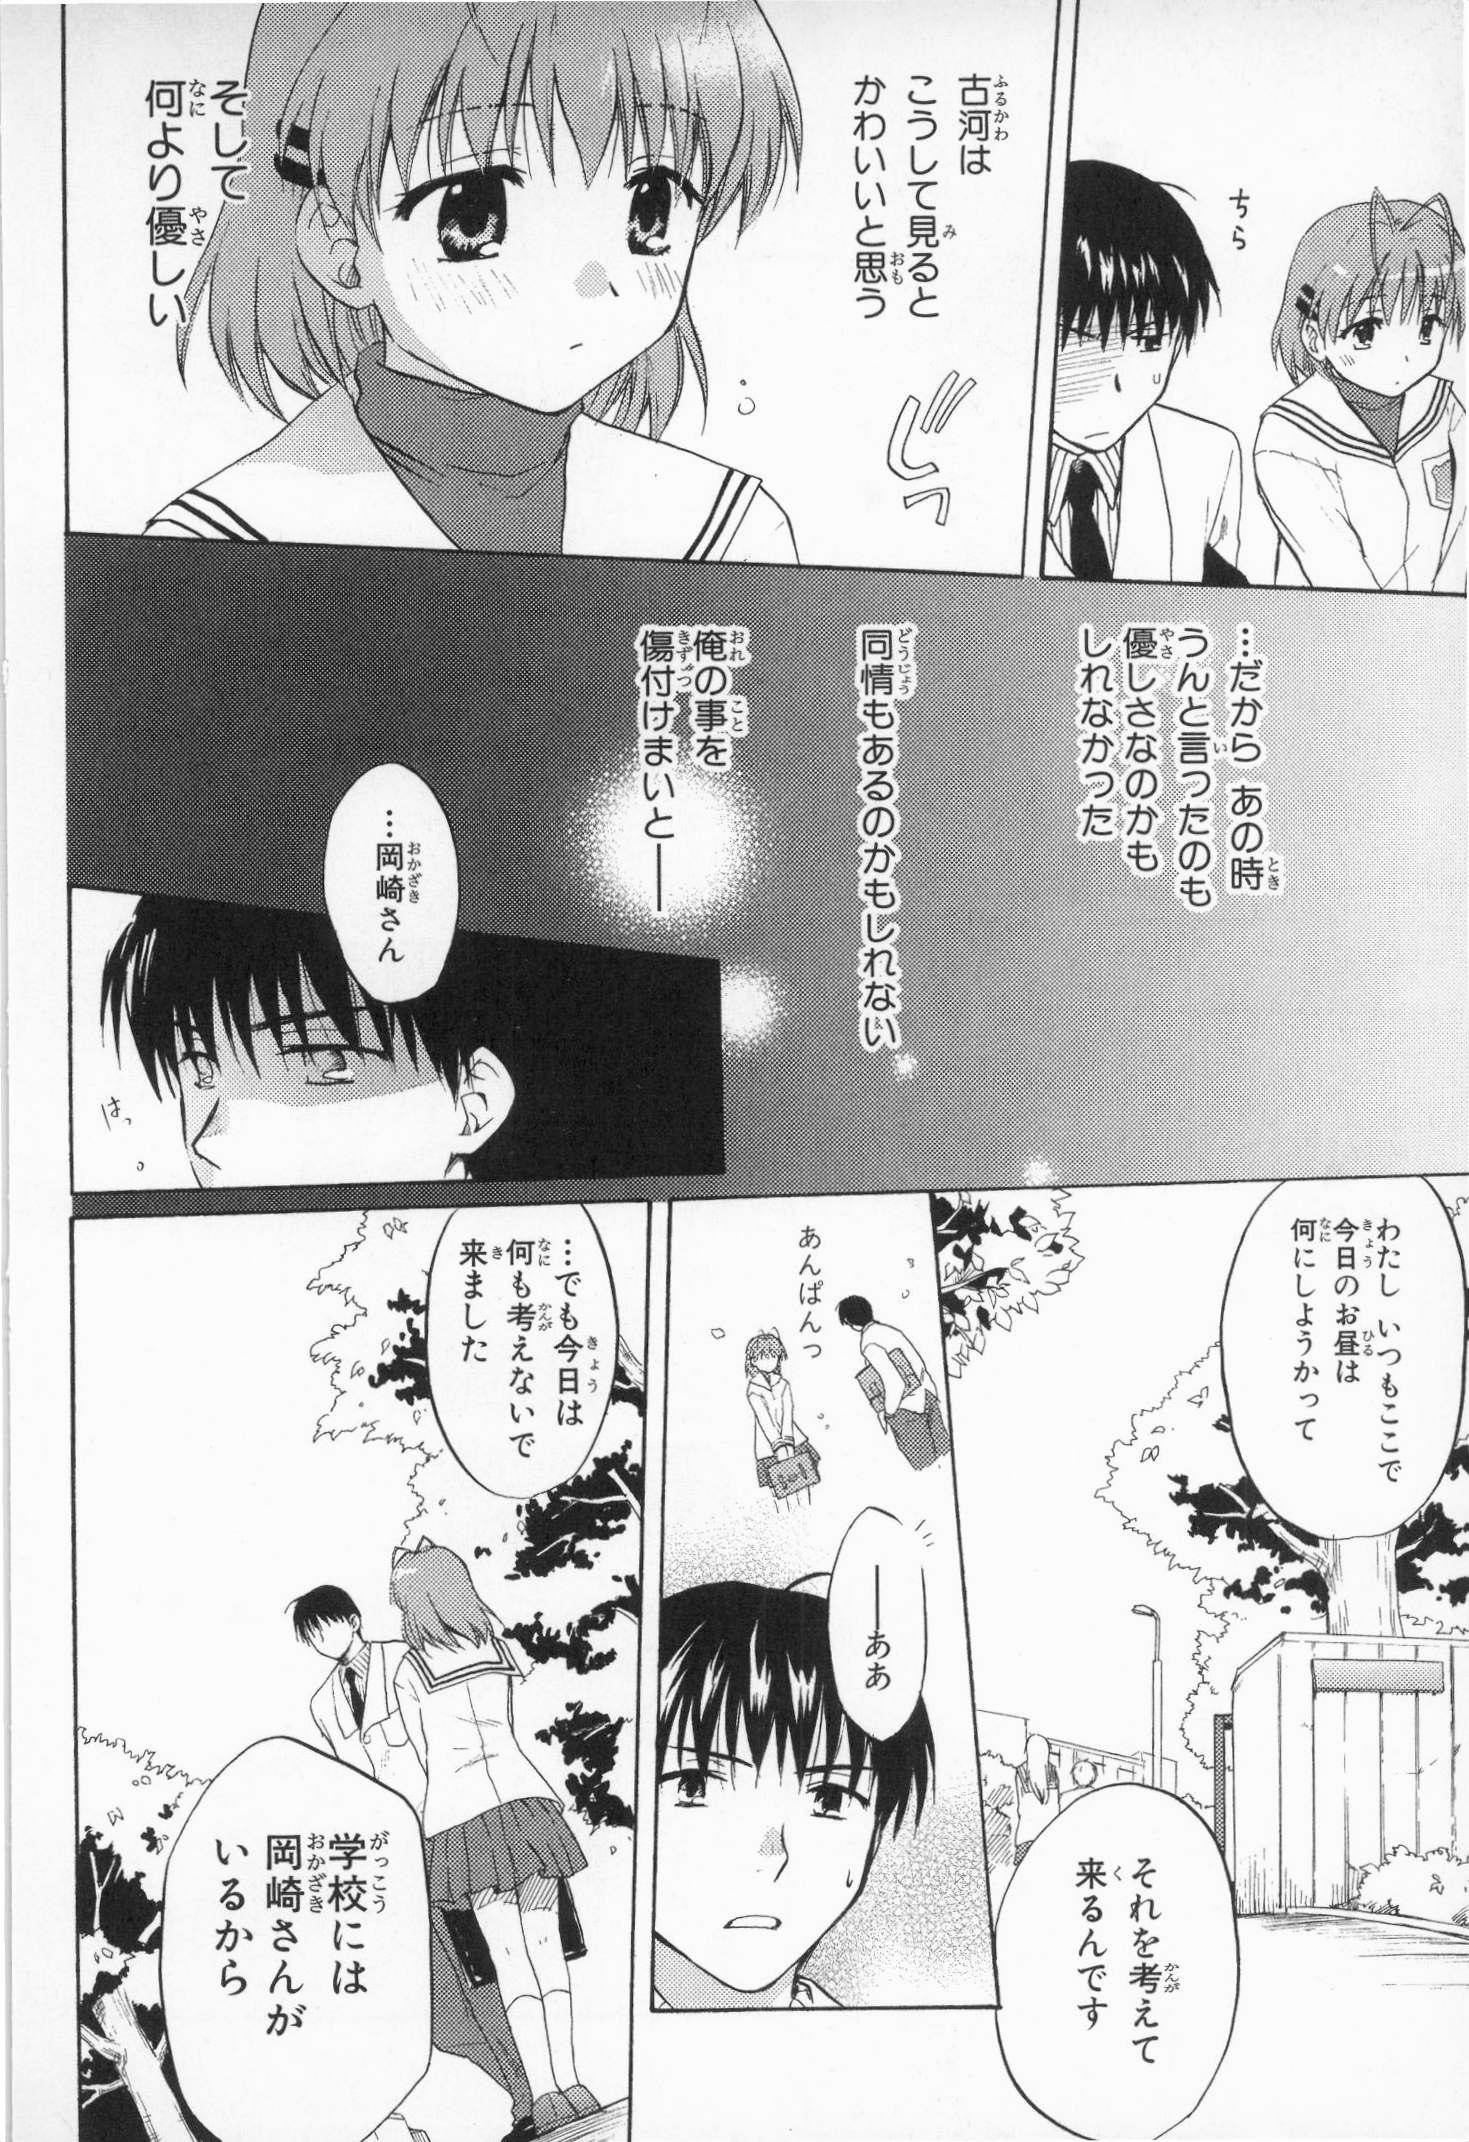 ちら
古河は
こうして見ると
かわいいと思う
じっ
そして
何より優しい
…だから あの時
うんと言ったのも
優しさなのかも
しれなかった
同情もあるのかもしれない
俺の事を
傷付けまいと――
…岡崎さん
はっ
わたし いつもここで
今日のお昼は
何にしようかって
それを考えて
来るんです
あんぱんっ
――ああ
…でも今日は
何も考えないで
来ました
学校には
岡崎さんが
いるから